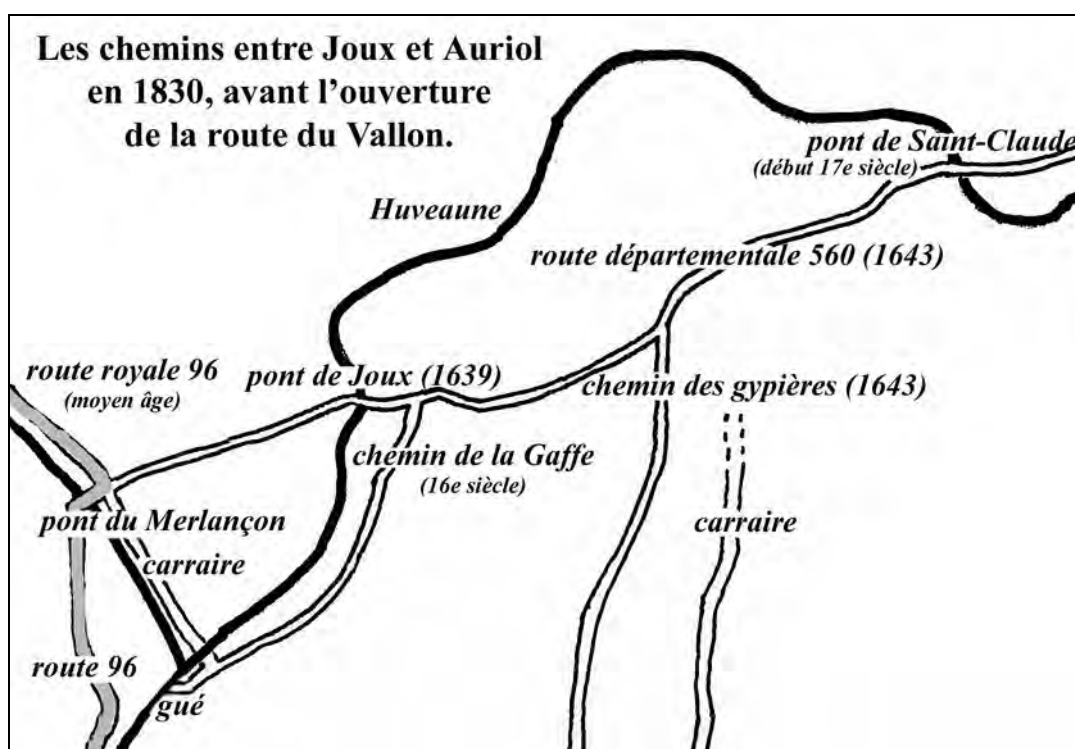 Les chemins entre Joux et Auriol
en 1830, avant l'ouverture
de la route du Vallon.
pont de Saint-Claude
(début 17e siècle)
Huveaune
route départementale 560 (1643)
route royale 96
(moyen âge)
pont de Joux (1639)
chemin des gypières (1643)
chemin de la Gaffe
(16e siècle)
pont du Merlançon
carraire
carraire
route 96
gué